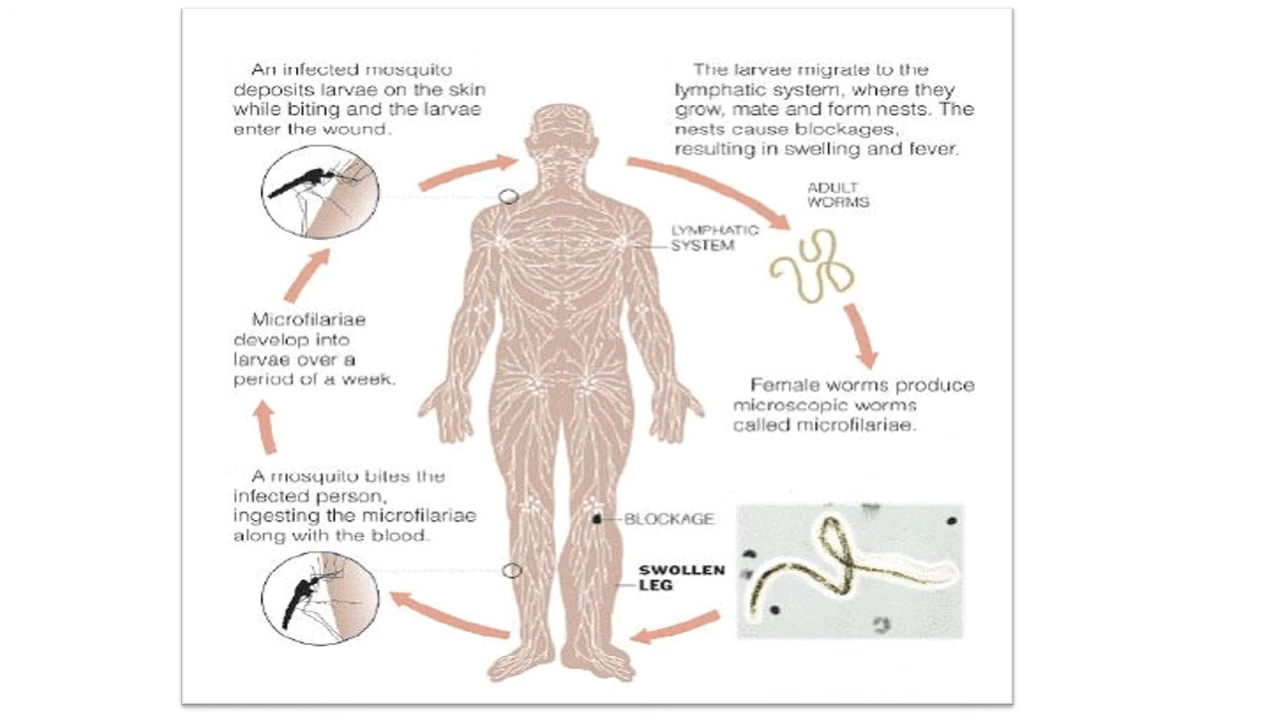 An infected mosquito
deposits larvae on the skin
while biting and the larvae
enter the wound.
The larvae migrate to the
lymphatic system, where they
grow, mate and form nests. The
nests cause blockages,
resulting in swelling and fever.
ADULT
WORMS
LYMPHATIC
SYSTEM
Microfilariae
develop into
larvae over a
period of a week.
Female worms produce
microscopic worms
called microfilariae.
A mosquito bites the
infected person,
ingesting the microfilariae
along with the blood.
BLOCKAGE
SWOLLEN
LEG